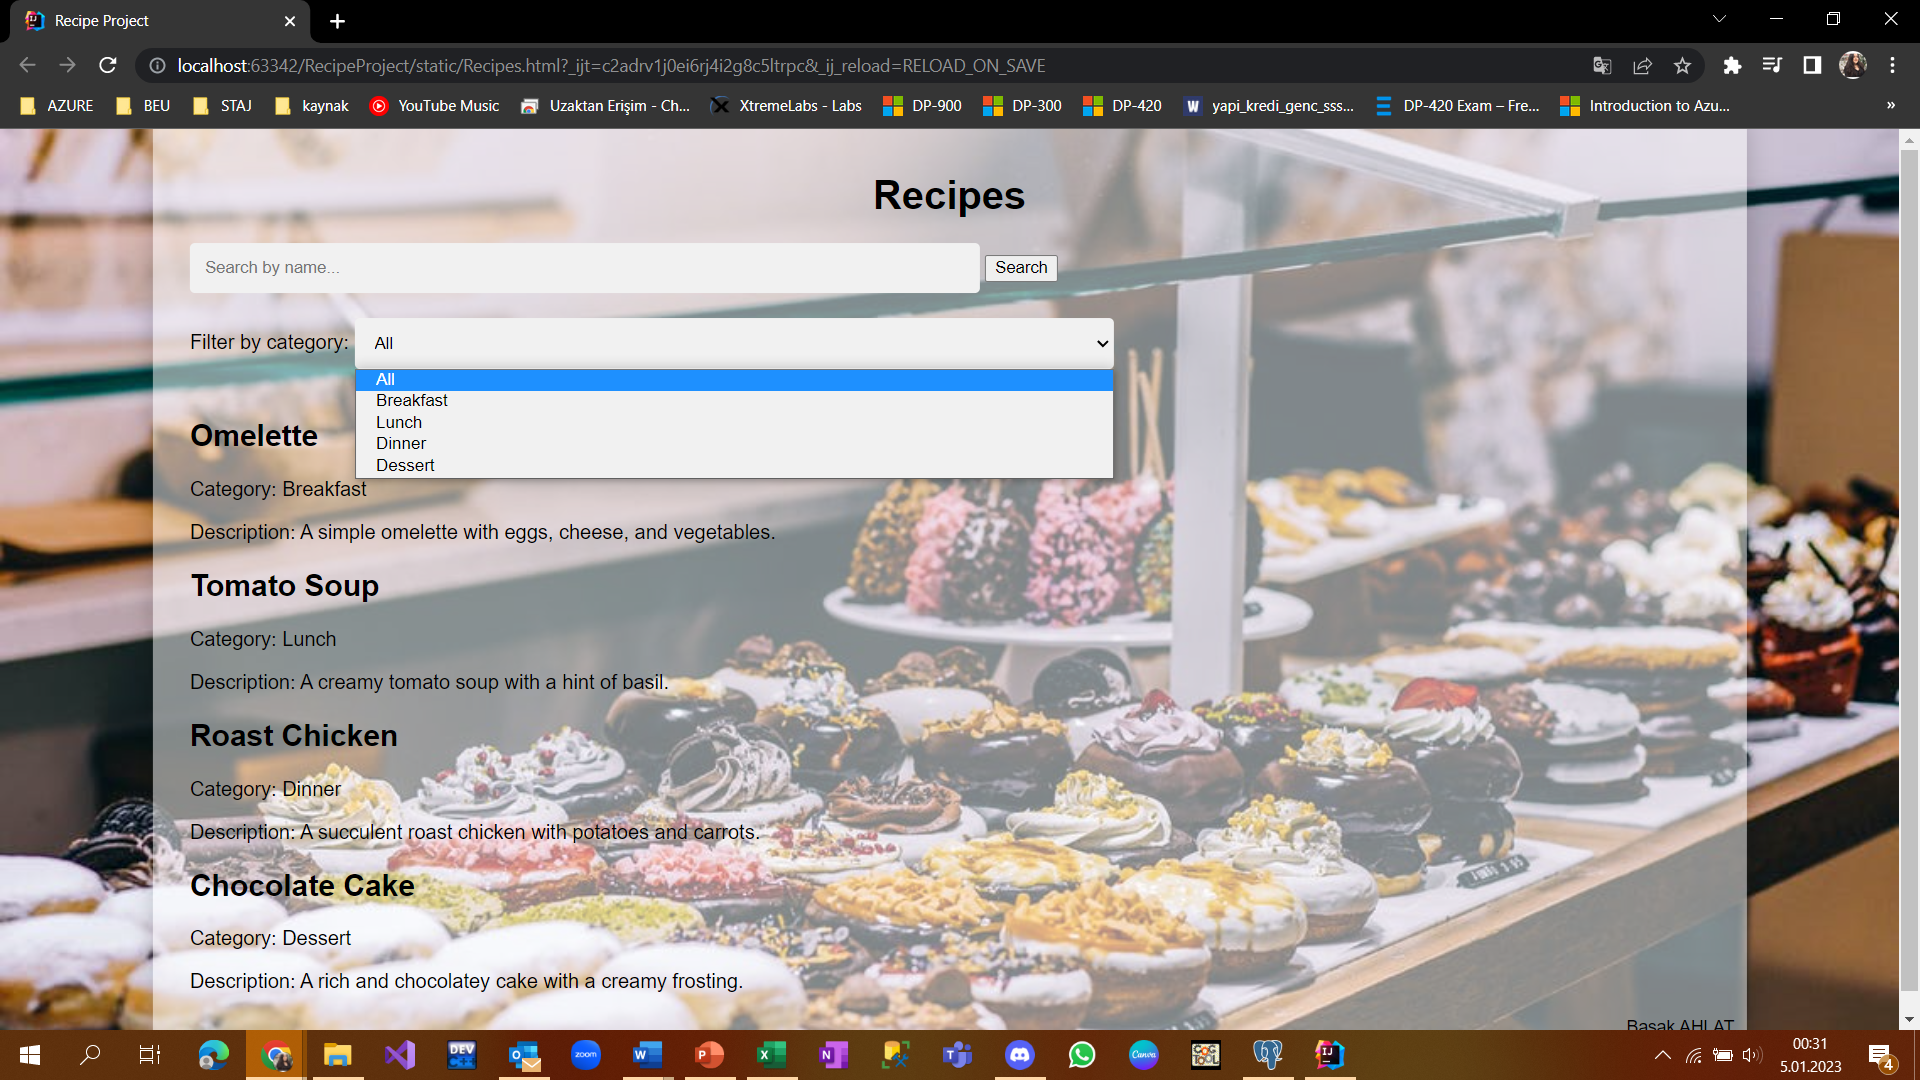 Recipe Project
localhost:63342/RecipeProject/static/Recipes.html?_ijt=c2adrv1j0ei6rj4i2g8c5ltrpc&_ij_reload=RELOAD_ON_SAVE
AZURE BEU STAJ kaynak YouTube Music Uzaktan Erişim - Ch... XtremeLabs - Labs DP-900 DP-300 DP-420 W yapi_kredi_genc_sss... DP-420 Exam – Fre... Introduction to Azu... »
Recipes
Search by name... Search
Filter by category: All
All
Breakfast
Lunch
Dinner
Dessert
Omelette
Category: Breakfast
Description: A simple omelette with eggs, cheese, and vegetables.
Tomato Soup
Category: Lunch
Description: A creamy tomato soup with a hint of basil.
Roast Chicken
Category: Dinner
Description: A succulent roast chicken with potatoes and carrots.
Chocolate Cake
Category: Dessert
Description: A rich and chocolatey cake with a creamy frosting.
Basak AHLAT
DEV zoom W P X N T Canva IJ
00:31
5.01.2023
4